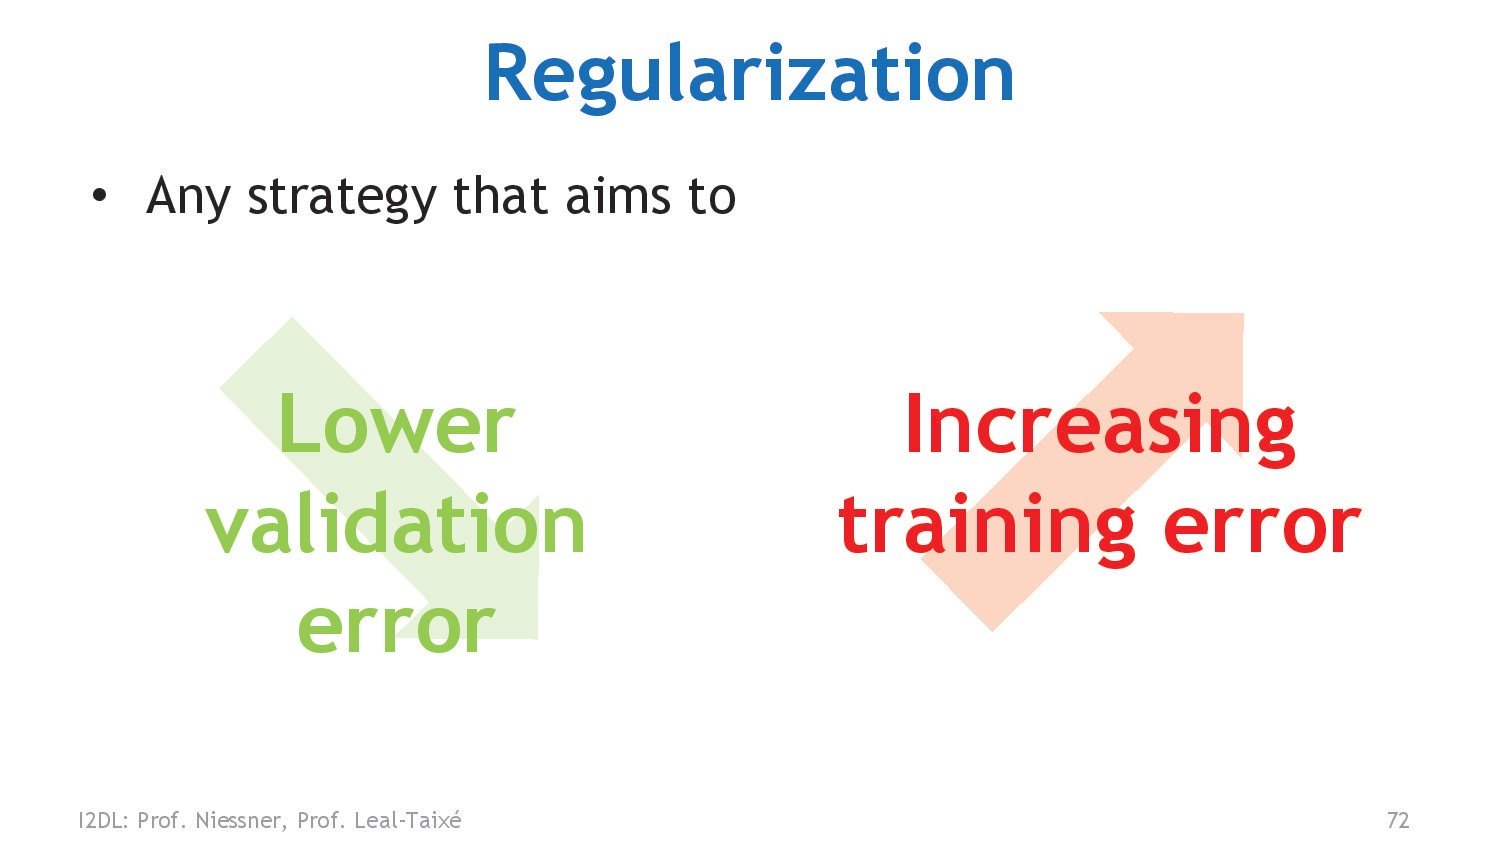 Regularization
• Any strategy that aims to
Lower
validation
error
Increasing
training error
I2DL: Prof. Niessner, Prof. Leal-Taixé
72